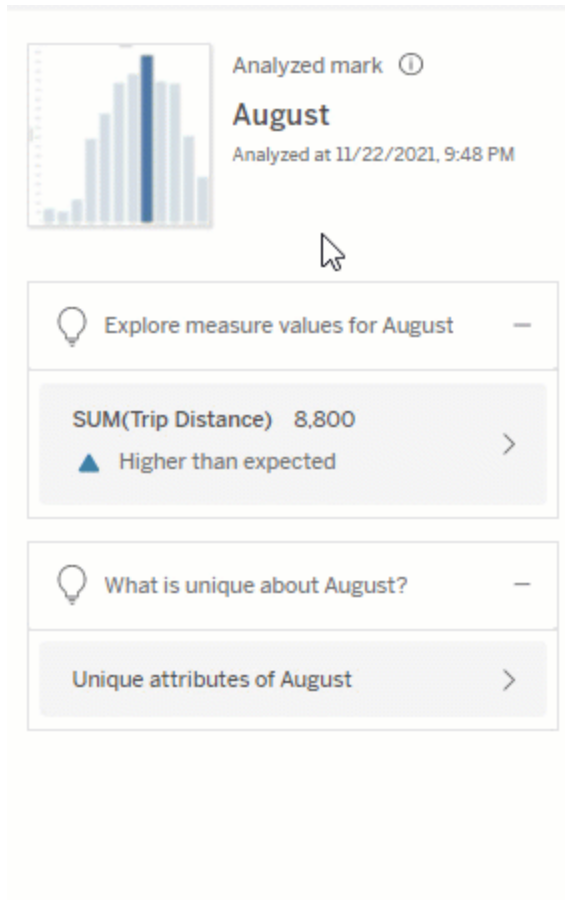 Analyzed mark
August
Analyzed at 11/22/2021, 9:48 PM
Explore measure values for August
SUM(Trip Distance) 8,800
Higher than expected
What is unique about August?
Unique attributes of August